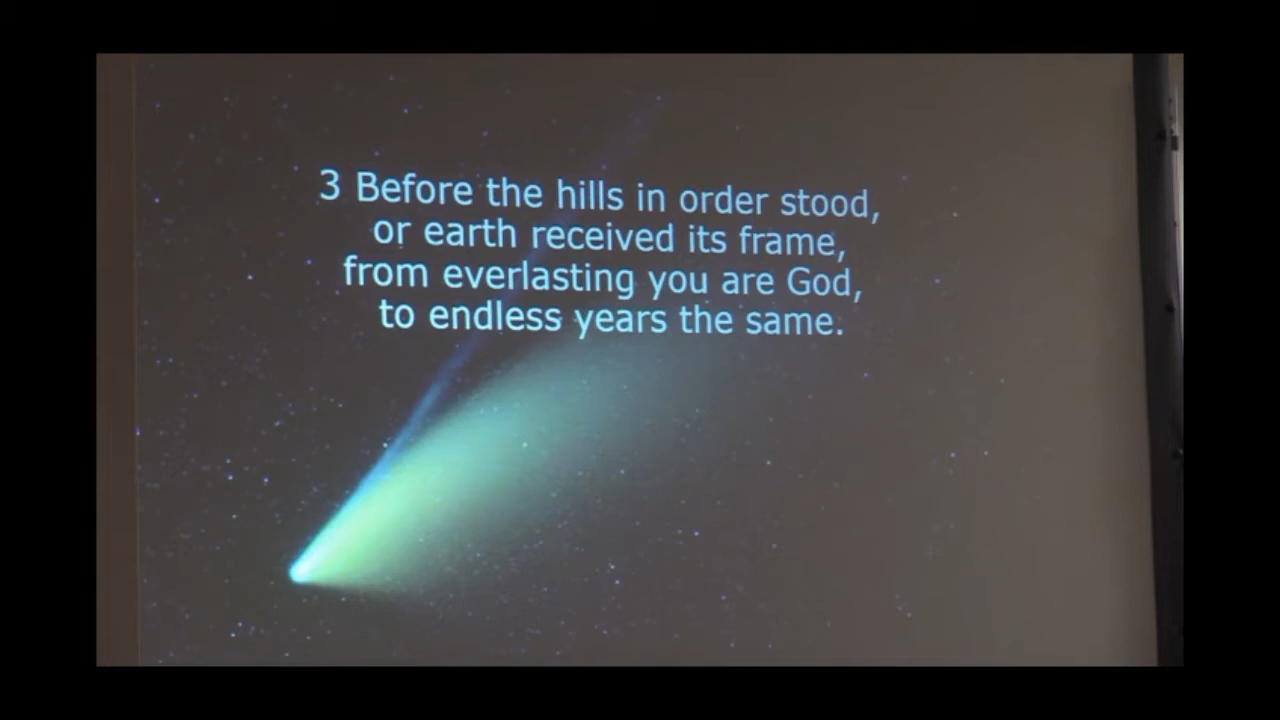 3 Before the hills in order stood,
or earth received its frame,
from everlasting you are God,
to endless years the same.